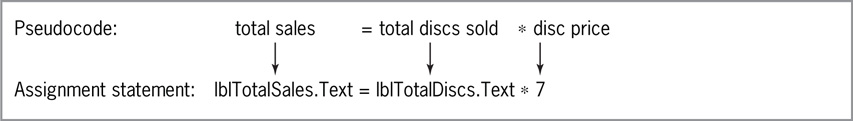 Pseudocode: total sales = total discs sold * disc price
Assignment statement: lblTotalSales.Text = lblTotalDiscs.Text * 7